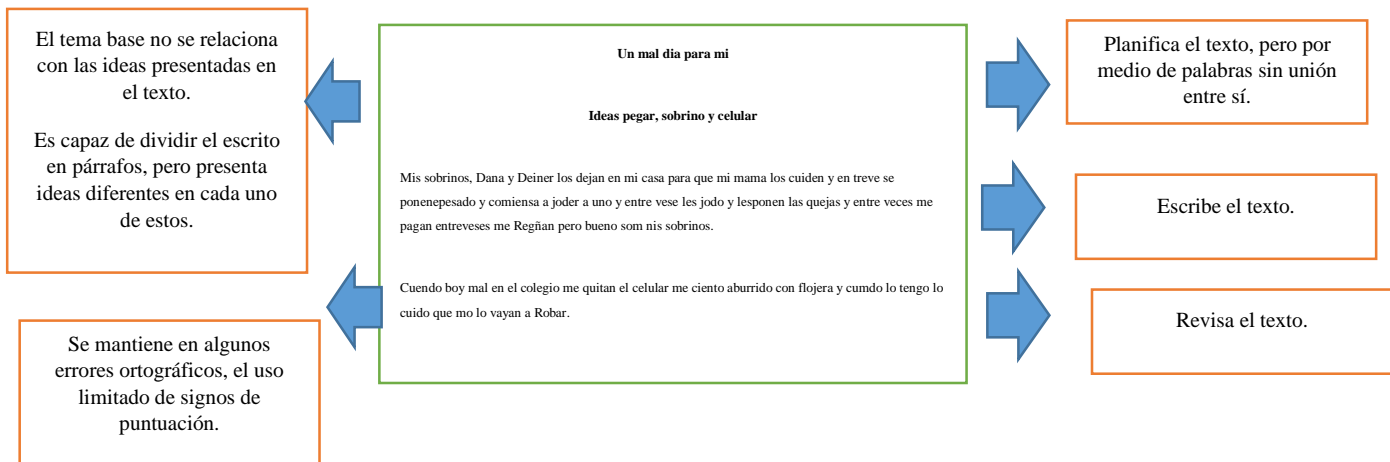 El tema base no se relaciona
con las ideas presentadas en
el texto.
Es capaz de dividir el escrito
en párrafos, pero presenta
ideas diferentes en cada uno
de estos.
Se mantiene en algunos
errores ortográficos, el uso
limitado de signos de
puntuación.
Un mal dia para mi
Ideas pegar, sobrino y celular
Mis sobrinos, Dana y Deiner los dejan en mi casa para que mi mama los cuiden y en treve se
ponenepesado y comiensa a joder a uno y entre vese les jodo y lesponen las quejas y entre veces me
pagan entreveses me Regñan pero bueno som nis sobrinos.
Cuendo boy mal en el colegio me quitan el celular me ciento aburrido con flojera y cumdo lo tengo lo
cuido que mo lo vayan a Robar.
Planifica el texto, pero por
medio de palabras sin unión
entre sí.
Escribe el texto.
Revisa el texto.